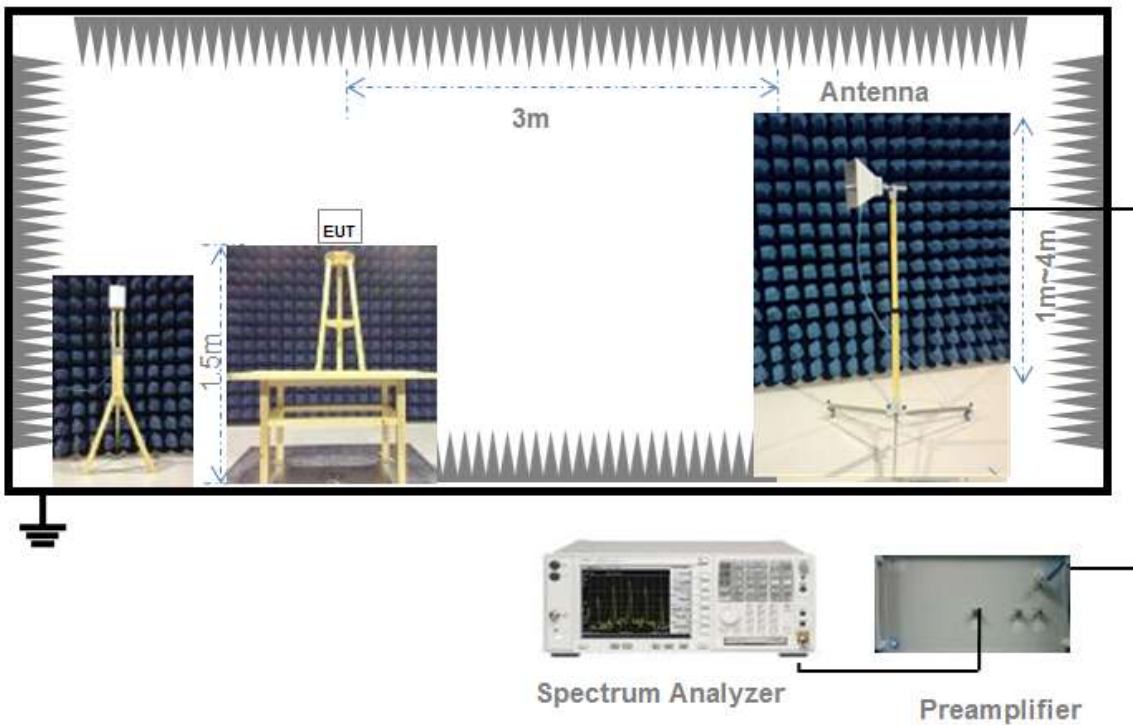 Antenna
3m
EUT
1.5m
1m~4m
Spectrum Analyzer
Preamplifier